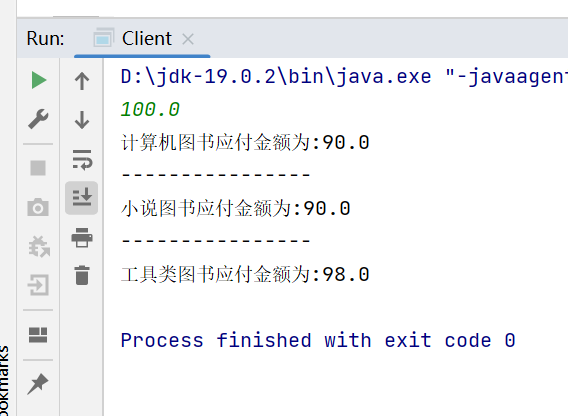 Run: Client
D:\jdk-19.0.2\bin\java.exe "-javaagent
100.0
计算机图书应付金额为:90.0
----------------
小说图书应付金额为:90.0
----------------
工具类图书应付金额为:98.0
Process finished with exit code 0
okmarks